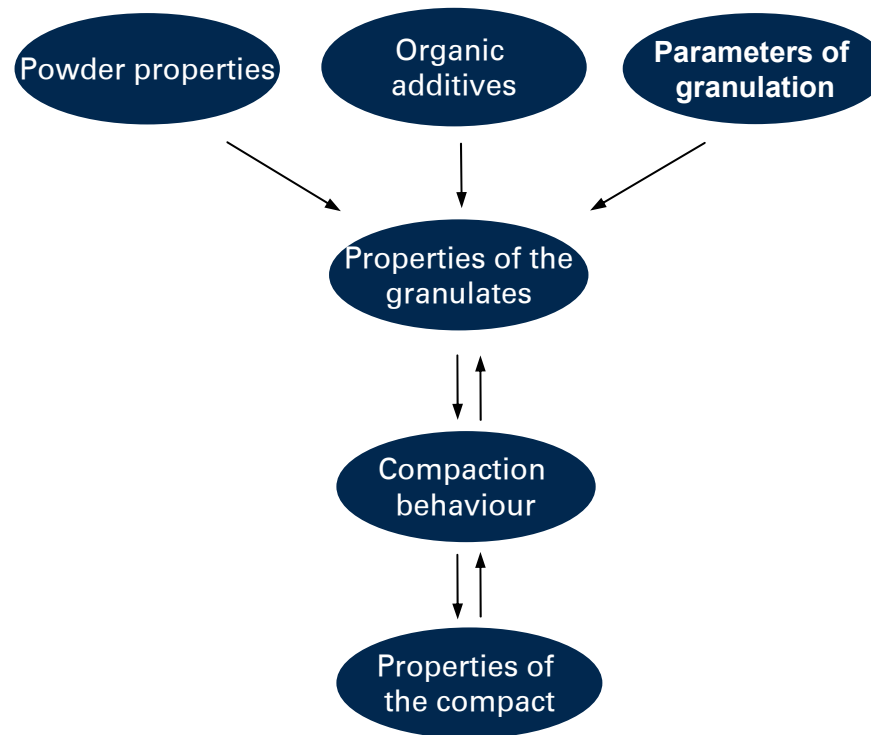 Powder properties
Organic
additives
Parameters of
granulation
Properties of the
granulates
Compaction
behaviour
Properties of
the compact